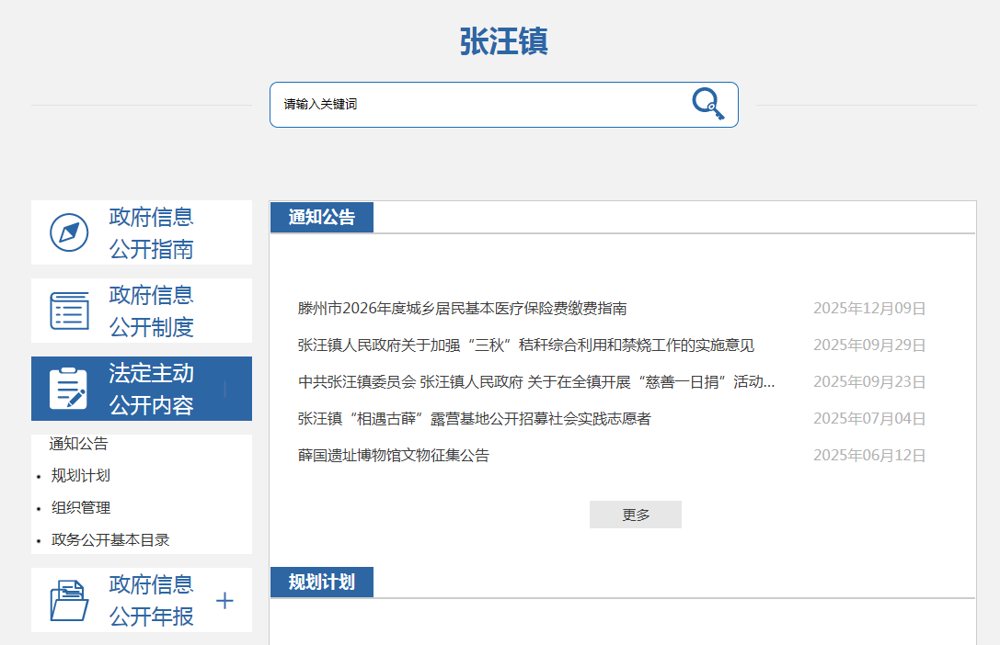 张汪镇
请输入关键词
政府信息
公开指南
政府信息
公开制度
法定主动
公开内容
通知公告
规划计划
组织管理
政务公开基本目录
政府信息
公开年报
通知公告
滕州市2026年度城乡居民基本医疗保险费缴费指南 2025年12月09日
张汪镇人民政府关于加强“三秋”秸秆综合利用和禁烧工作的实施意见 2025年09月29日
中共张汪镇委员会 张汪镇人民政府 关于在全镇开展“慈善一日捐”活动... 2025年09月23日
张汪镇“相遇古薛”露营基地公开招募社会实践志愿者 2025年07月04日
薛国遗址博物馆文物征集公告 2025年06月12日
更多
规划计划